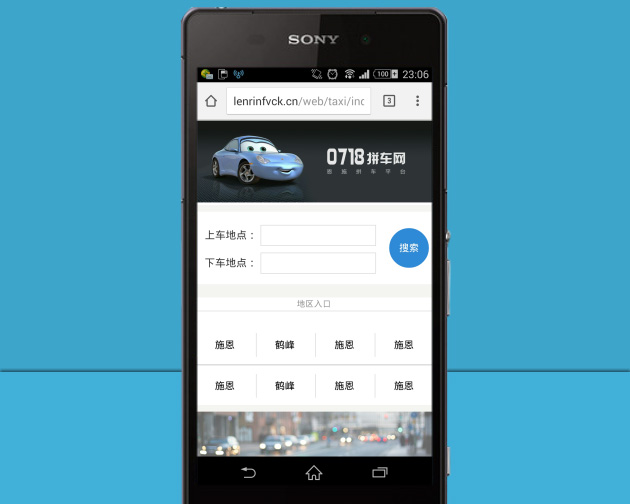 SONY
100 23:06
lenrinfvck.cn/web/taxi/inc
3
0718拼车网
恩施拼车平台
上车地点：
搜索
下车地点：
地区入口
施恩 鹤峰 施恩 施恩
施恩 鹤峰 施恩 施恩